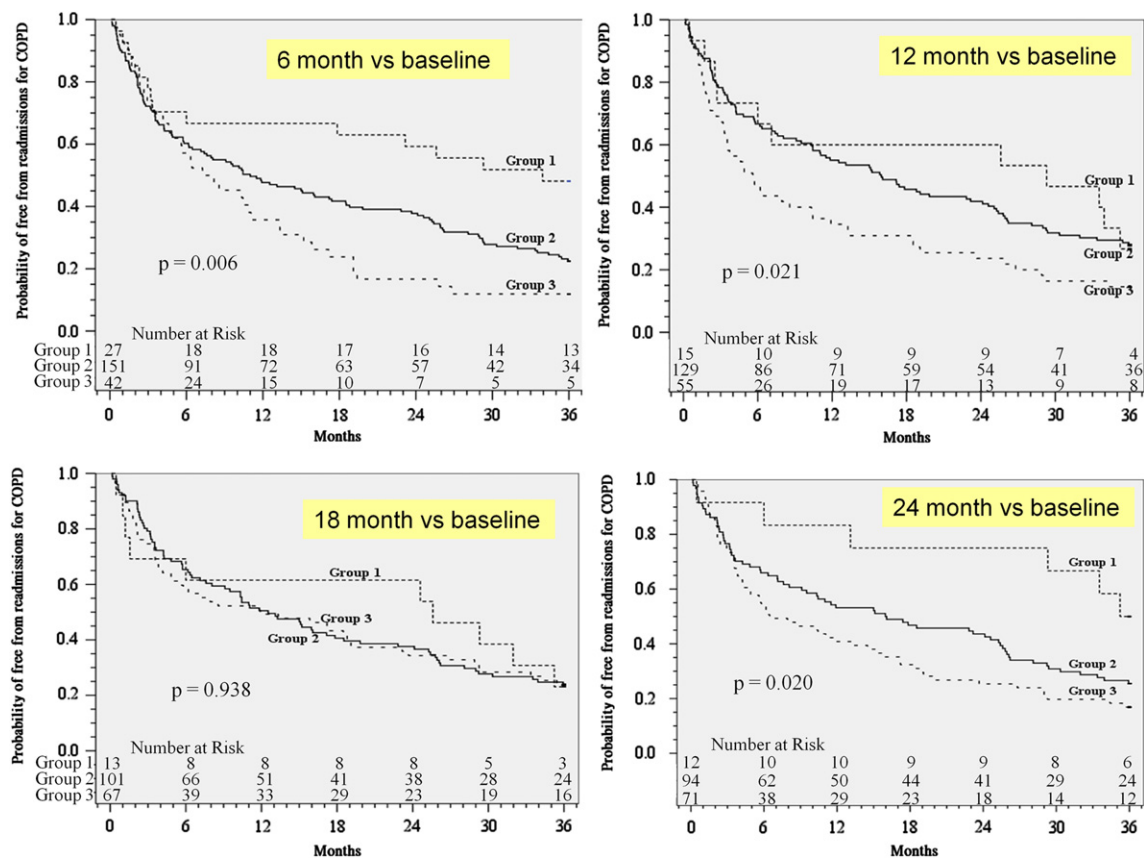 Probability of free from readmissions for COPD
1.0
0.8
0.6
0.4
0.2
0.0
6 month vs baseline
Group 1
Group 2
Group 3
p = 0.006
Number at Risk
Group 1 27 18 18 17 16 14 13
Group 2 151 91 72 63 57 42 34
Group 3 42 24 15 10 7 5 5
0 6 12 18 24 30 36
Months
Probability of free from readmissions for COPD
1.0
0.8
0.6
0.4
0.2
0.0
12 month vs baseline
Group 1
Group 2
Group 3
p = 0.021
Number at Risk
15 10 9 9 9 7 4
129 86 71 59 54 41 36
55 26 19 17 13 9 8
0 6 12 18 24 30 36
Months
Probability of free from readmissions for COPD
1.0
0.8
0.6
0.4
0.2
0.0
18 month vs baseline
Group 1
Group 3
Group 2
p = 0.938
Number at Risk
Group 1 13 8 8 8 8 5 3
Group 2 101 66 51 41 38 28 24
Group 3 67 39 33 29 23 19 16
0 6 12 18 24 30 36
Months
Probability of free from readmissions for COPD
1.0
0.8
0.6
0.4
0.2
0.0
24 month vs baseline
Group 1
Group 2
Group 3
p = 0.020
Number at Risk
12 10 10 9 9 8 6
94 62 50 44 41 29 24
71 38 29 23 18 14 12
0 6 12 18 24 30 36
Months